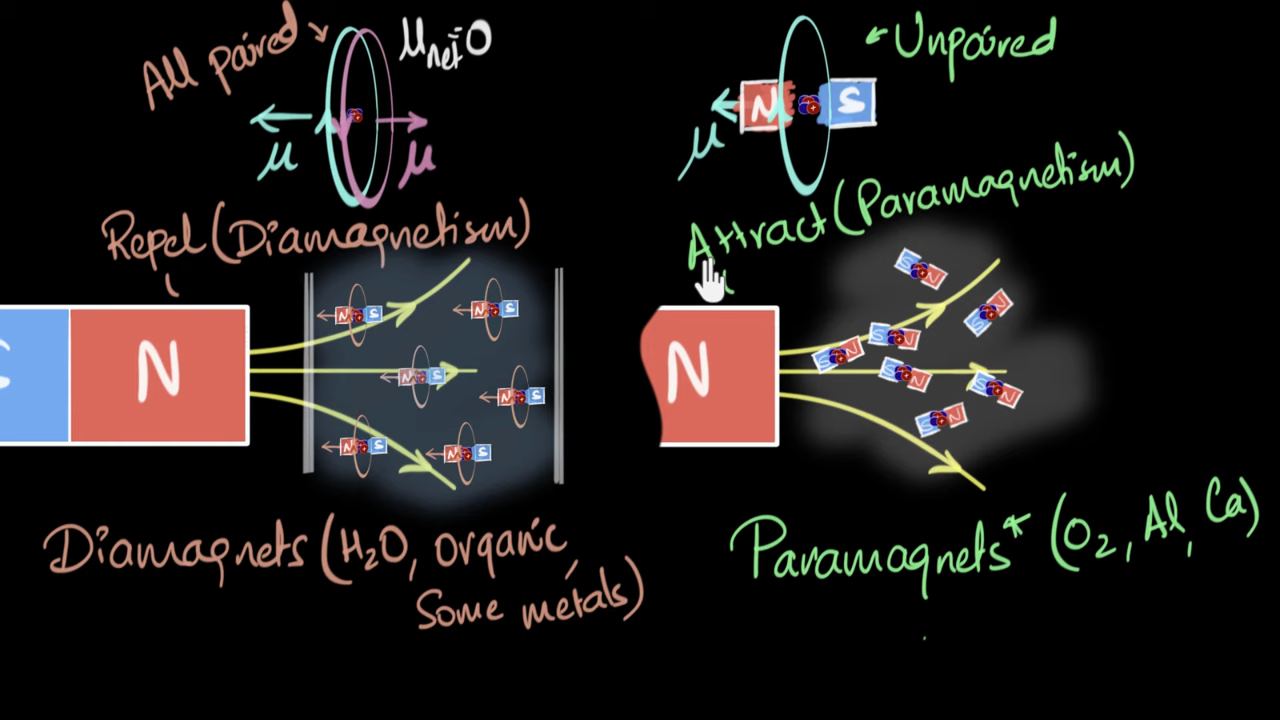 All paired
μnet=0
μ
μ
Unpaired
N
S
μ
Repel (Diamagnetism)
Attract (Paramagnetism)
S
N
N S
N S
N S
N S
N S
N S
N
S N
S N
S N
S N
S N
S N
S N
Diamagnets (H₂O, organic,
Some metals)
Paramagnets* (O₂, Al, Ca)